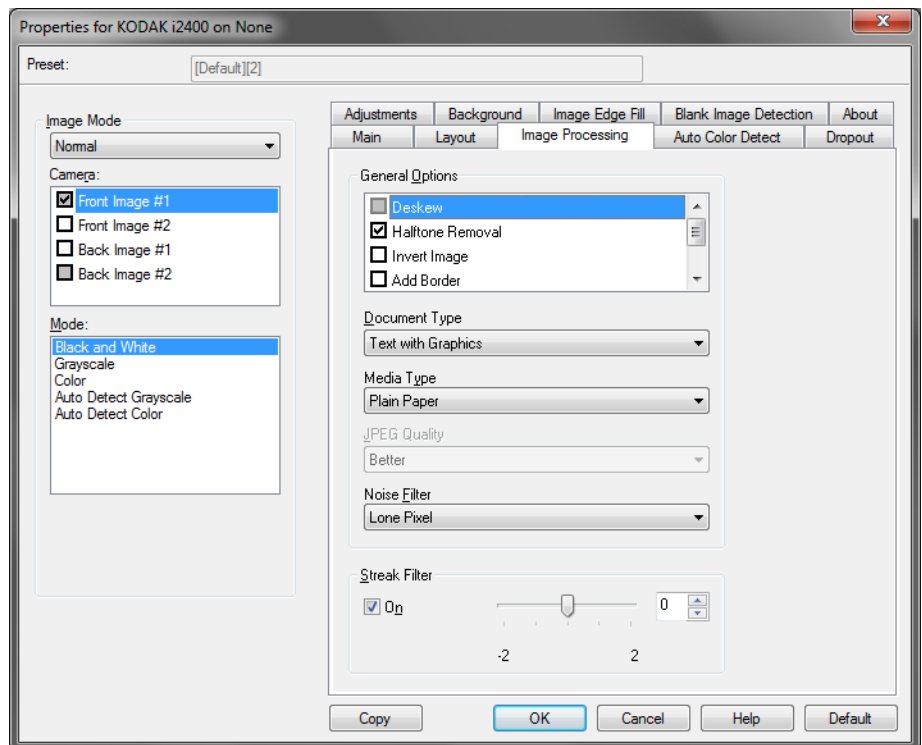 Properties for KODAK i2400 on None
Preset:
[Default][2]
Image Mode
Normal
Camera:
Front Image #1
Front Image #2
Back Image #1
Back Image #2
Mode:
Black and White
Grayscale
Color
Auto Detect Grayscale
Auto Detect Color
Adjustments Background Image Edge Fill Blank Image Detection About
Main Layout Image Processing Auto Color Detect Dropout
General Options
Deskew
Halftone Removal
Invert Image
Add Border
Document Type
Text with Graphics
Media Type
Plain Paper
JPEG Quality
Better
Noise Filter
Lone Pixel
Streak Filter
On 0
-2 2
Copy OK Cancel Help Default